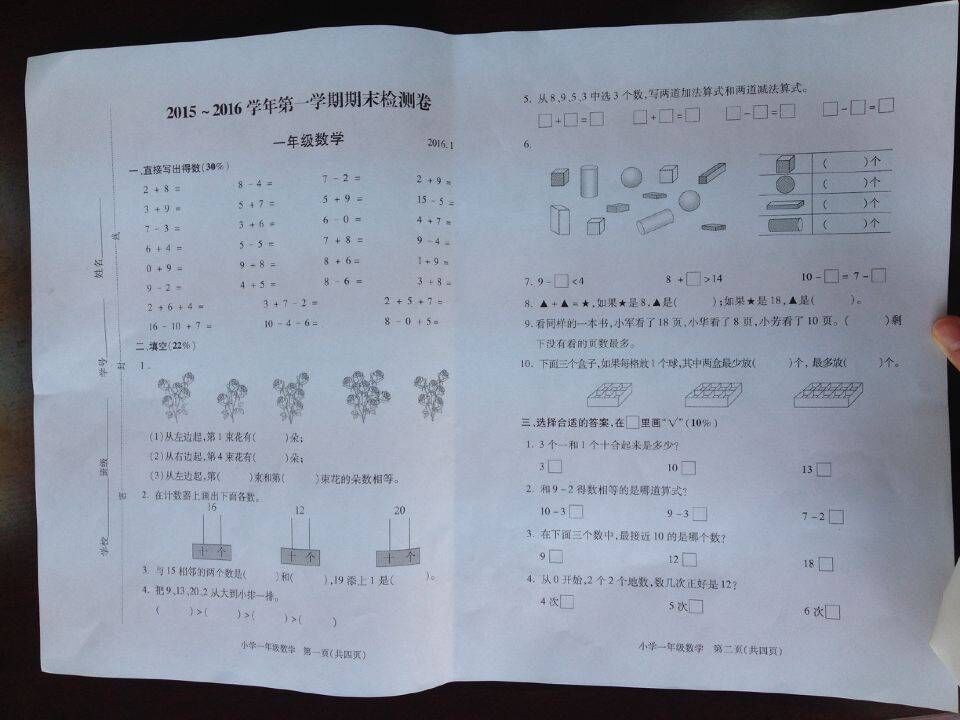 2015～2016学年第一学期期末检测卷
一年级数学
2016.1
一、直接写出得数(30%)
2+8= 8-4= 7-2= 2+9=
3+9= 5+7= 5+9= 15-5=
7-3= 3+6= 6-0= 4+7=
6+4= 5-5= 7+8= 9-4=
0+9= 9+8= 8+6= 1+9=
9-2= 4+5= 8-6= 3+8=
2+6+4= 3+7-2= 2+5+7=
16-10+7= 10-4-6= 8-0+5=
二、填空(22%)
1.
(1)从左边起,第1束花有( )朵;
(2)从右边起,第4束花有( )朵;
(3)从左边起,第( )束和第( )束花的朵数相等。
2. 在计数器上画出下面各数。
16 12 20
十 个 十 个 十 个
3. 与15相邻的两个数是( )和( ),19添上1是( )。
4. 把9、13、20、2从大到小排一排。
( )>( )>( )>( )
小学一年级数学 第一页(共四页)
姓名
学号
班级
学校
线
封
密
5. 从8、9、5、3中选3个数,写两道加法算式和两道减法算式。
□+□=□ □+□=□ □-□=□ □-□=□
6.
( )个
( )个
( )个
( )个
7. 9-□<4 8+□>14 10-□=7-□
8. ▲+▲=★,如果★是8,▲是( );如果★是18,▲是( )。
9. 看同样的一本书,小军看了18页,小华看了8页,小芳看了10页。( )剩
下没有看的页数最多。
10. 下面三个盒子,如果每格放1个球,其中两盒最少放( )个，最多放( )个。
三、选择合适的答案,在□里画“√”(10%)
1. 3个一和1个十合起来是多少?
3□ 10□ 13□
2. 和9-2得数相等的是哪道算式?
10-3□ 9-3□ 7-2□
3. 在下面三个数中,最接近10的是哪个数?
9□ 12□ 18□
4. 从0开始,2个2个地数,数几次正好是12?
4次□ 5次□ 6次□
小学一年级数学 第二页(共四页)